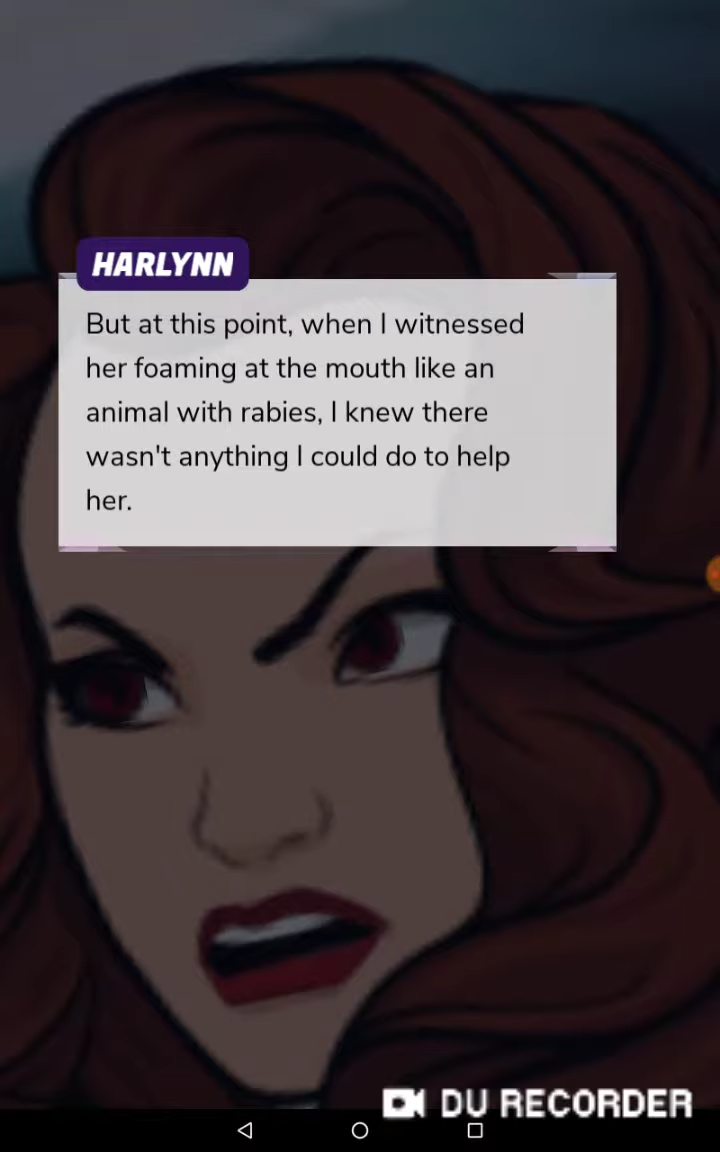 HARLYNN
But at this point, when I witnessed
her foaming at the mouth like an
animal with rabies, I knew there
wasn't anything I could do to help
her.
DU RECORDER